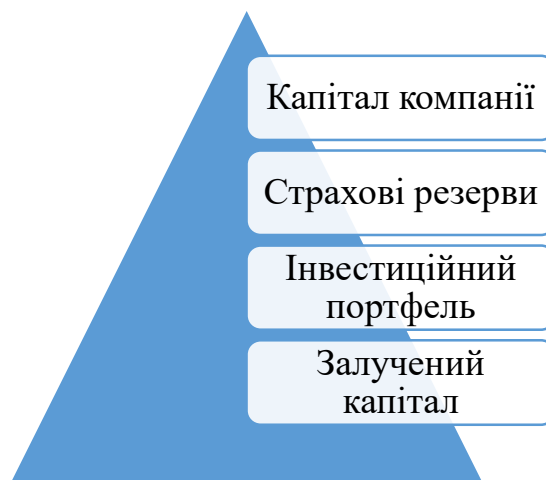 Капітал компанії
Страхові резерви
Інвестиційний
портфель
Залучений
капітал